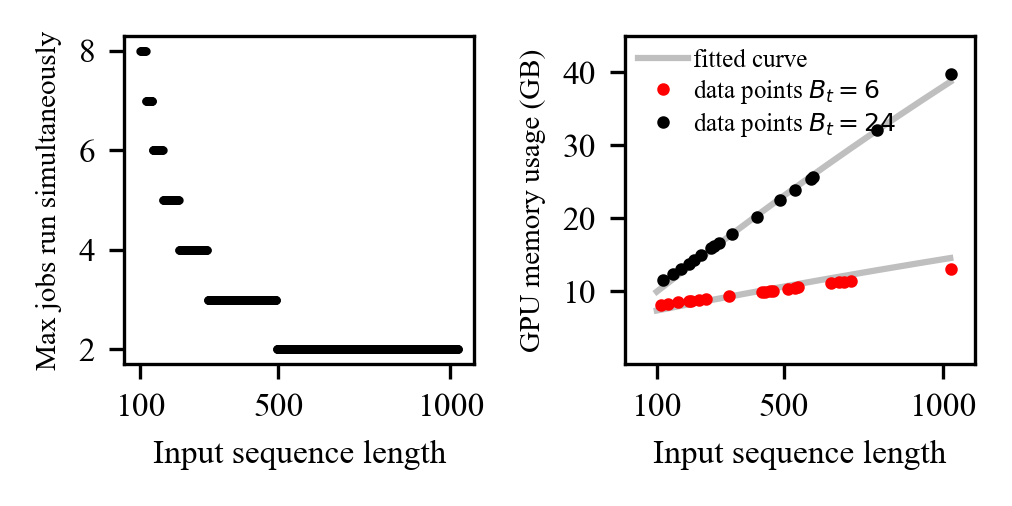 Max jobs run simultaneously
8
6
4
2
100 500 1000
Input sequence length
GPU memory usage (GB)
40
30
20
10
fitted curve
data points B_t = 6
data points B_t = 24
100 500 1000
Input sequence length